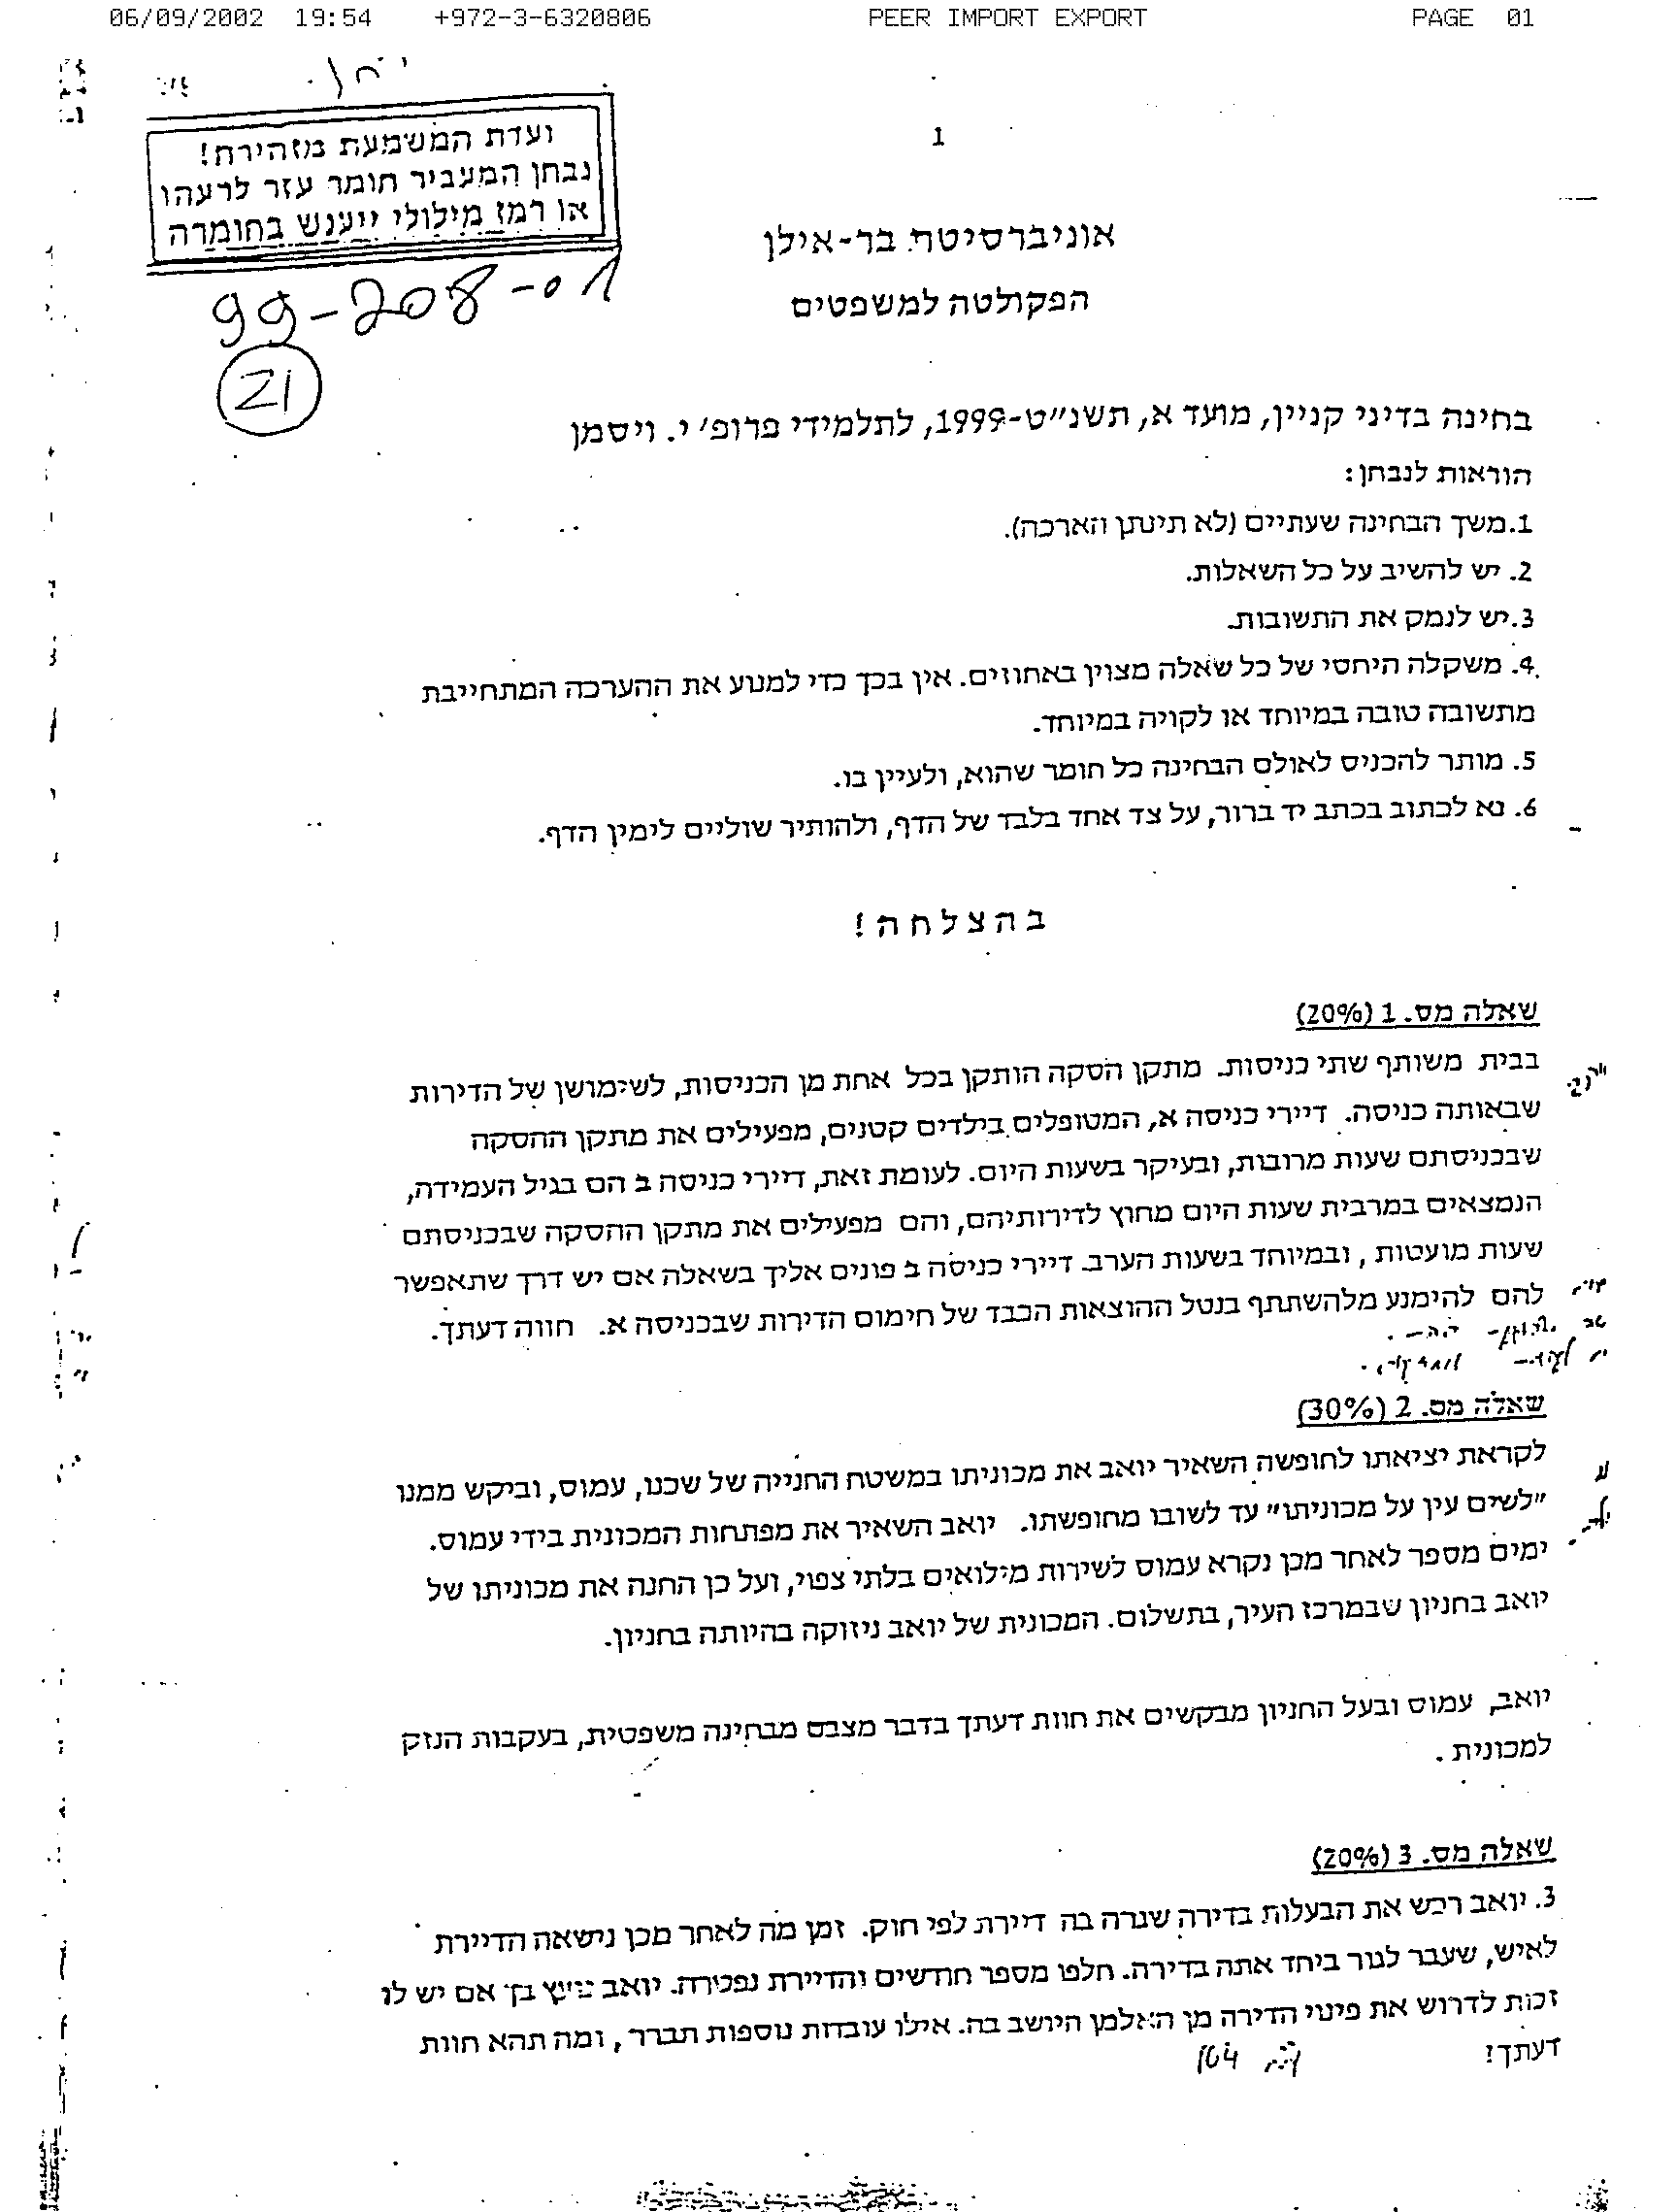 06/09/2002 19:54 +972-3-6320806 PEER IMPORT EXPORT PAGE 01
ועדת המשמעת מזהירה!
נבחן המעביר חומר עזר לרעהו
או רמז מילולי ייענש בחומרה
99-208-01
21
1
אוניברסיטת בר-אילן
הפקולטה למשפטים
בחינה בדיני קניין, מועד א, תשנ"ט-1999, לתלמידי פרופ' י. ויסמן
הוראות לנבחן:
1.משך הבחינה שעתיים (לא תינתן הארכה).
2. יש להשיב על כל השאלות.
3.יש לנמק את התשובות.
4. משקלה היחסי של כל שאלה מצוין באחוזים. אין בכך כדי למנוע את ההערכה המתחייבת
מתשובה טובה במיוחד או לקויה במיוחד.
5. מותר להכניס לאולם הבחינה כל חומר שהוא, ולעיין בו.
6. נא לכתוב בכתב יד ברור, על צד אחד בלבד של הדף, ולהותיר שוליים לימין הדף.
בהצלחה!
שאלה מס. 1 (20%)
בבית משותף שתי כניסות. מתקן הסקה הותקן בכל אחת מן הכניסות, לשימושן של הדירות
שבאותה כניסה. דיירי כניסה א, המטופלים בילדים קטנים, מפעילים את מתקן ההסקה
שבכניסתם שעות מרובות, ובעיקר בשעות היום. לעומת זאת, דיירי כניסה ב הם בגיל העמידה,
הנמצאים במרבית שעות היום מחוץ לדירותיהם, והם מפעילים את מתקן ההסקה שבכניסתם
שעות מועטות , ובמיוחד בשעות הערב. דיירי כניסה ב פונים אליך בשאלה אם יש דרך שתאפשר
להם להימנע מלהשתתף בנטל ההוצאות הכבד של חימום הדירות שבכניסה א. חווה דעתך.
שאלה מס. 2 (30%)
לקראת יציאתו לחופשה השאיר יואב את מכוניתו במשטח החנייה של שכנו, עמוס, וביקש ממנו
"לשים עין על מכוניתו" עד לשובו מחופשתו. יואב השאיר את מפתחות המכונית בידי עמוס.
ימים מספר לאחר מכן נקרא עמוס לשירות מילואים בלתי צפוי, ועל כן החנה את מכוניתו של
יואב בחניון שבמרכז העיר, בתשלום. המכונית של יואב ניזוקה בהיותה בחניון.
יואב, עמוס ובעל החניון מבקשים את חוות דעתך בדבר מצבם מבחינה משפטית, בעקבות הנזק
למכונית .
שאלה מס. 3 (20%)
3. יואב רכש את הבעלות בדירה שגרה בה דיירת לפי חוק. זמן מה לאחר מכן נישאה הדיירת
לאיש, שעבר לגור ביחד אתה בדירה. חלפו מספר חודשים והדיירת נפטרה. יואב אם יש לו
זכות לדרוש את פינוי הדירה מן האלמן היושב בה. אילו עובדות נוספות תברר , ומה תהא חוות
דעתך?